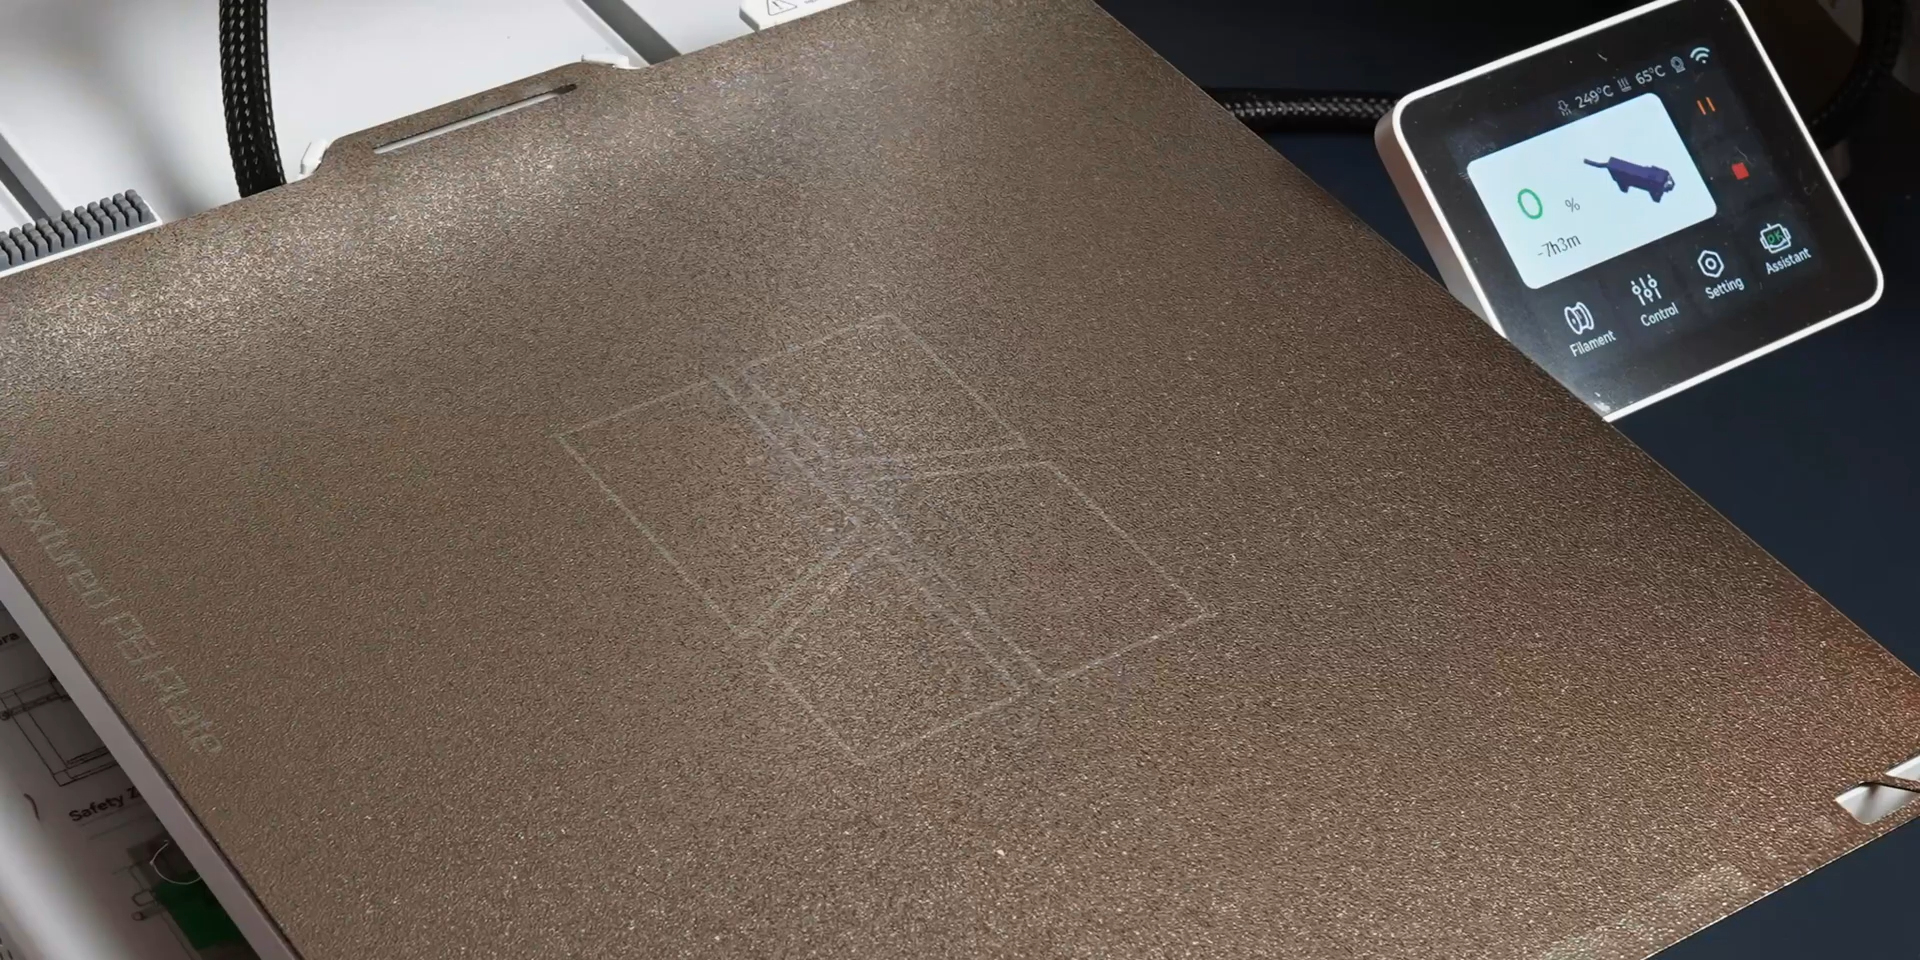 249°C 65°C
0 %
-7h3m
Filament
Control
Setting
Assistant
Textured PEI Plate
Safety